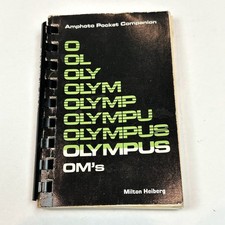 Amphoto Pocket Companion
O
OL
OLY
OLYM
OLYMP
OLYMPU
OLYMPUS
OLYMPUS
OM's
Milton Heiberg